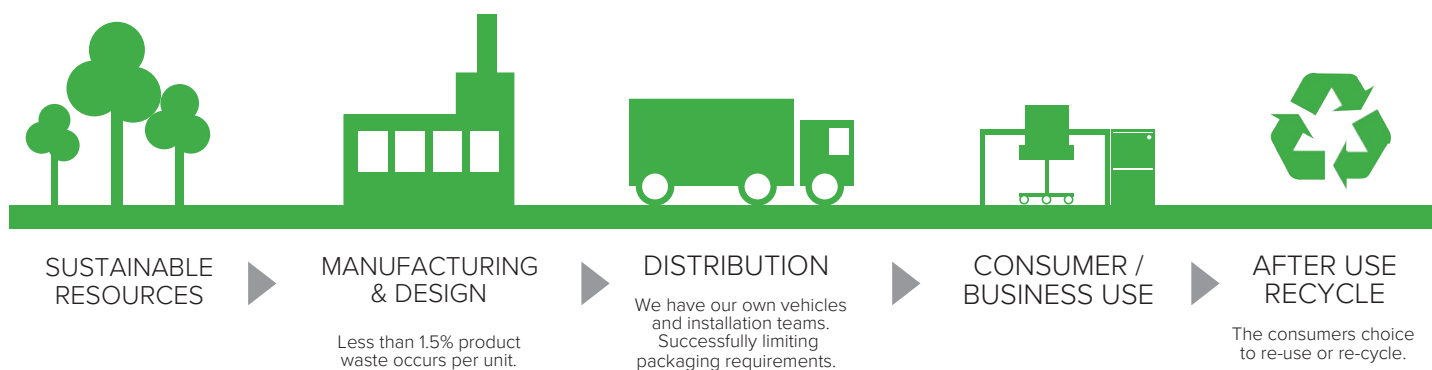 SUSTAINABLE
RESOURCES
MANUFACTURING
& DESIGN
Less than 1.5% product
waste occurs per unit.
DISTRIBUTION
We have our own vehicles
and installation teams.
Successfully limiting
packaging requirements.
CONSUMER /
BUSINESS USE
AFTER USE
RECYCLE
The consumers choice
to re-use or re-cycle.